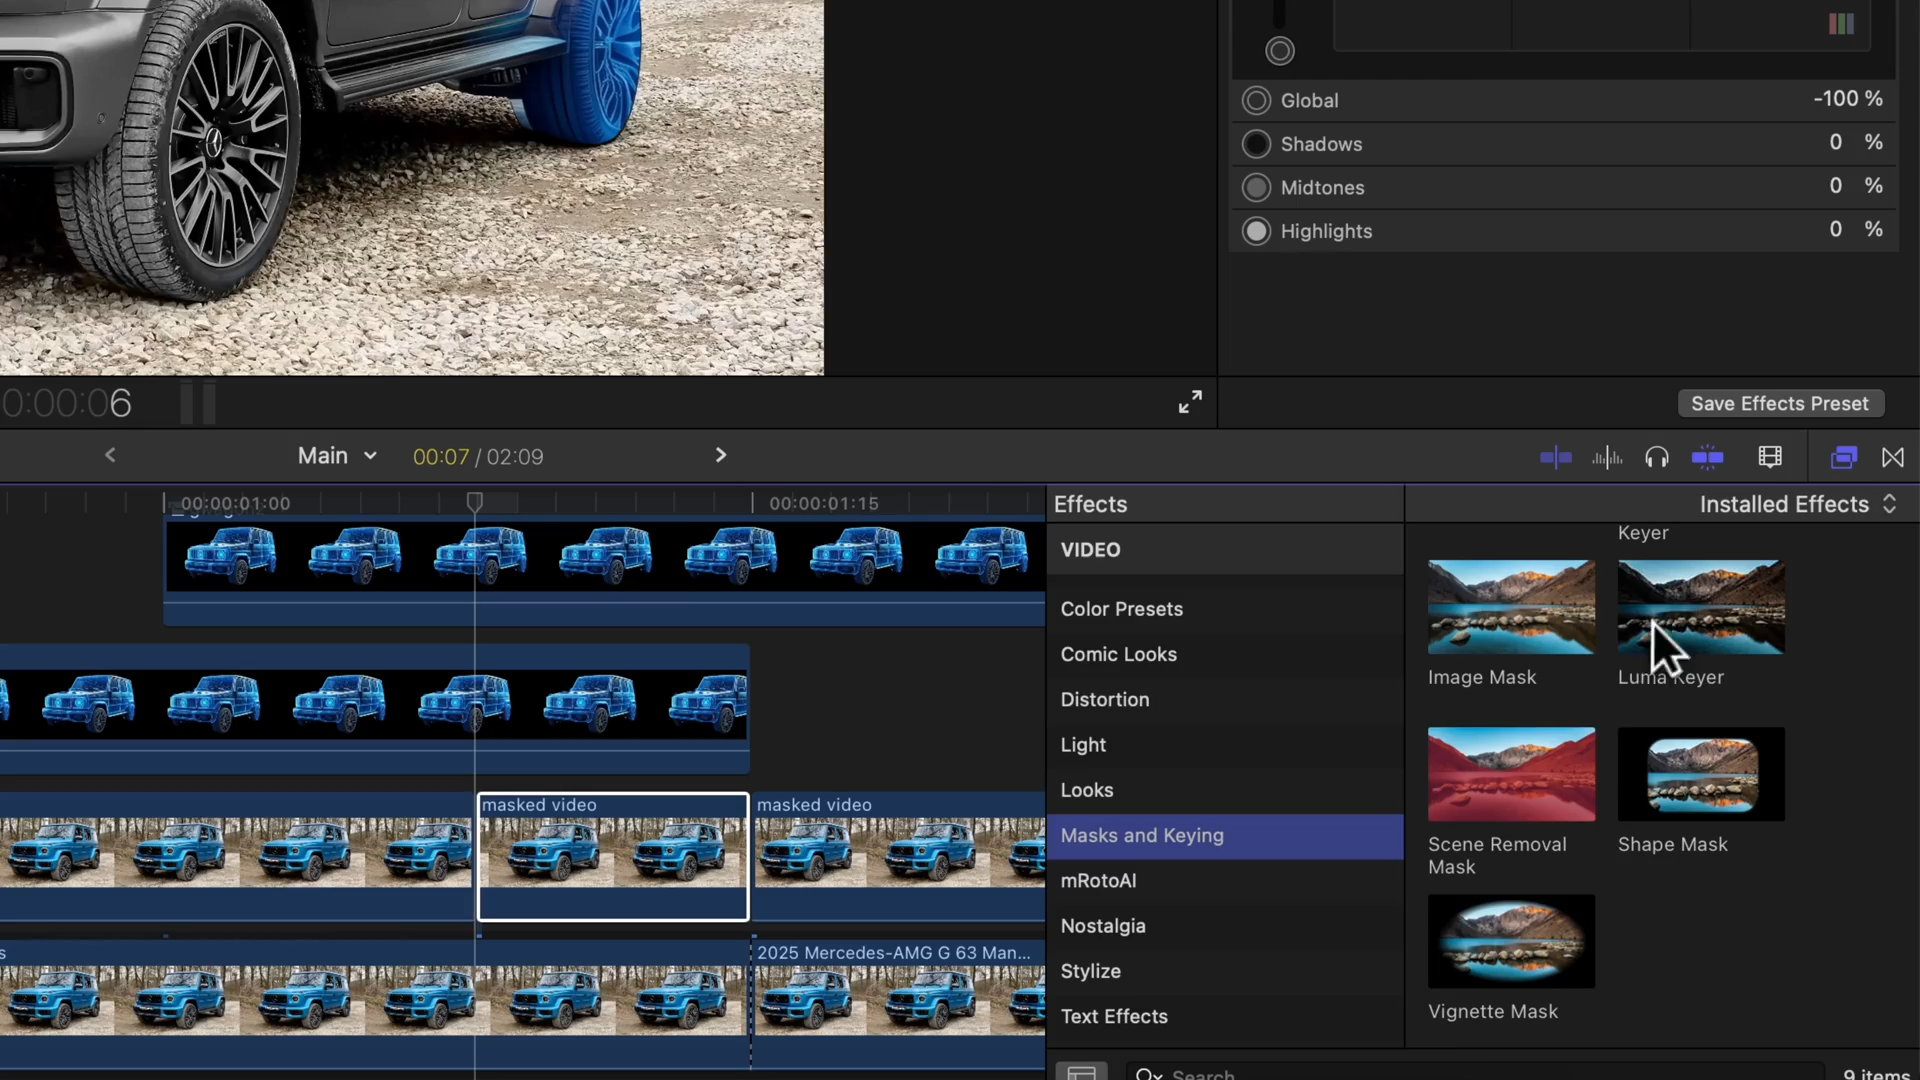 Global -100 %
Shadows 0 %
Midtones 0 %
Highlights 0 %
0:00:06
Save Effects Preset
Main 00:07 / 02:09
00:00:01:00
00:00:01:15
masked video
masked video
s
2025 Mercedes-AMG G 63 Man...
Effects
Installed Effects
VIDEO
Color Presets
Comic Looks
Distortion
Light
Looks
Masks and Keying
mRotoAI
Nostalgia
Stylize
Text Effects
Keyer
Image Mask
Luma Keyer
Scene Removal
Mask
Shape Mask
Vignette Mask
Search
9 items